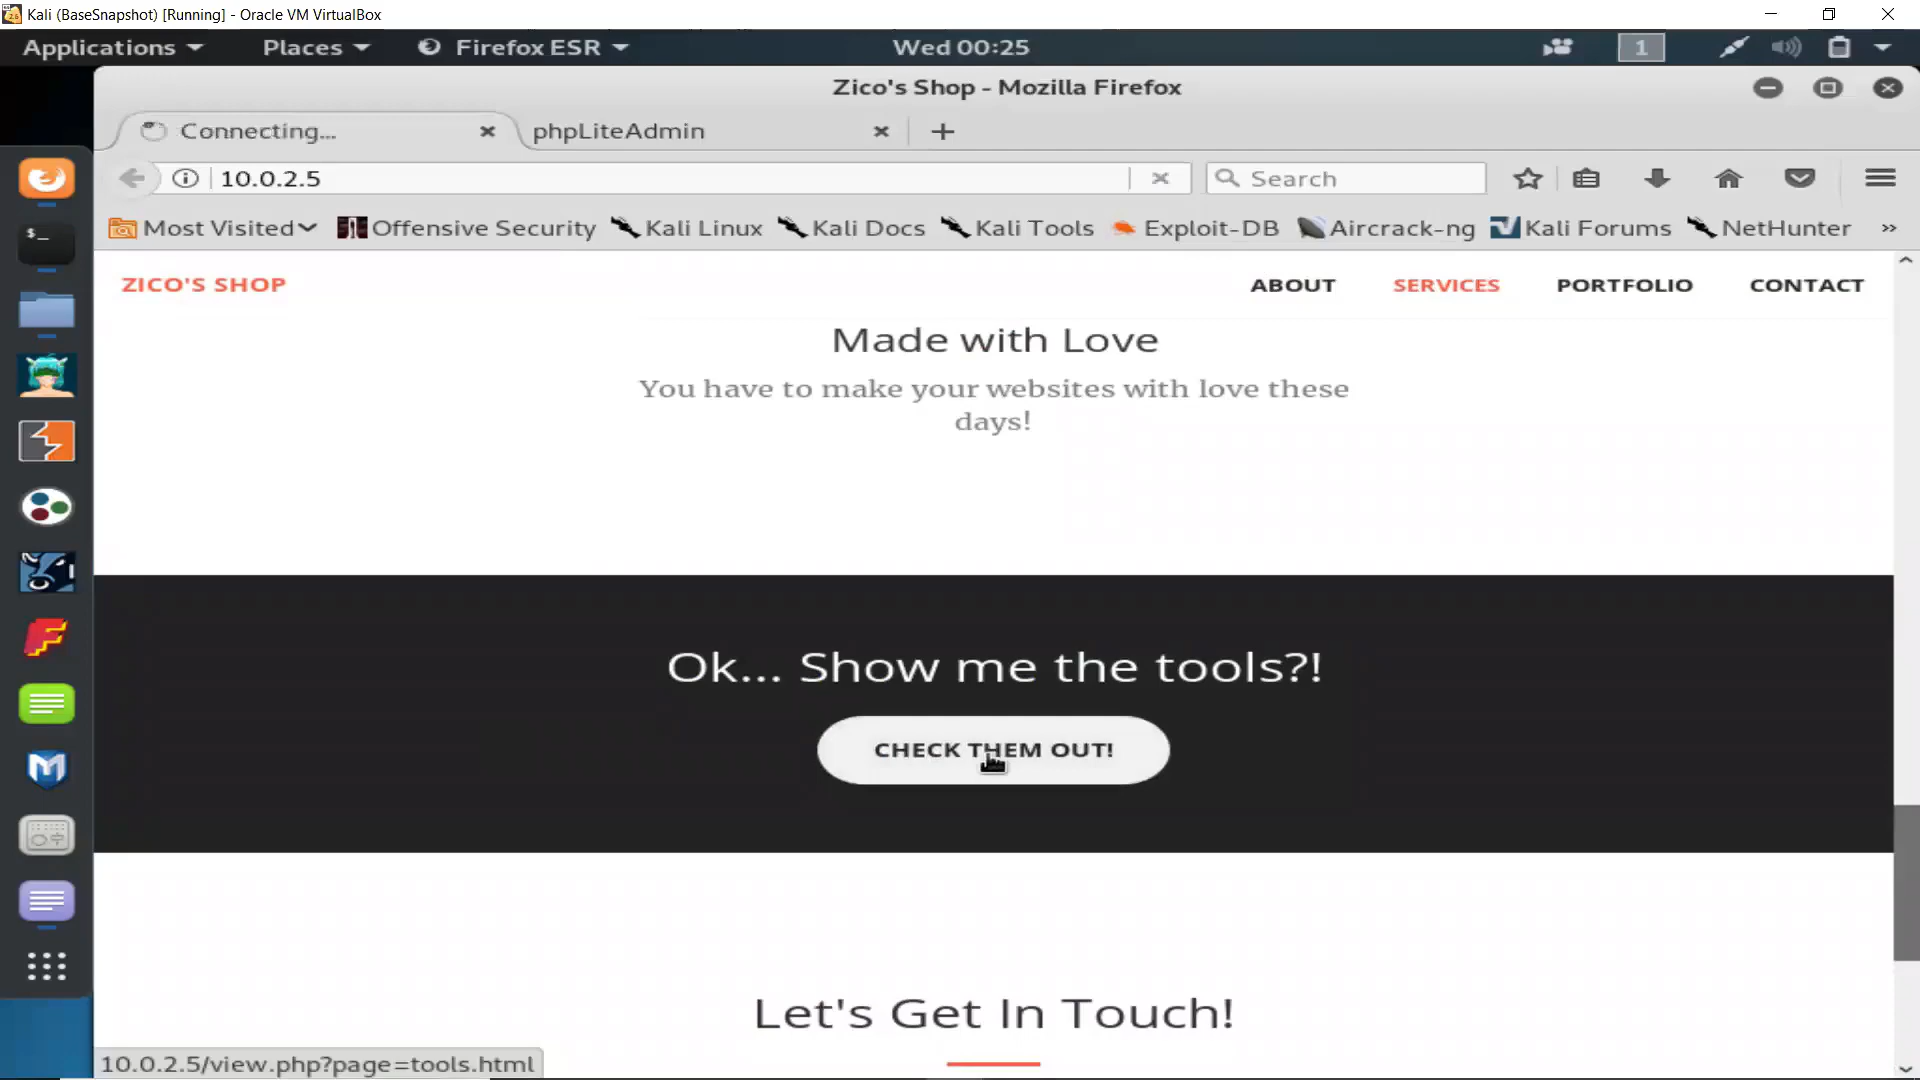 Kali (BaseSnapshot) [Running] - Oracle VM VirtualBox
Applications Places Firefox ESR Wed 00:25 1
Zico's Shop - Mozilla Firefox
Connecting... phpLiteAdmin
10.0.2.5 Search
Most Visited Offensive Security Kali Linux Kali Docs Kali Tools Exploit-DB Aircrack-ng Kali Forums NetHunter »
ZICO'S SHOP ABOUT SERVICES PORTFOLIO CONTACT
Made with Love
You have to make your websites with love these
days!
Ok... Show me the tools?!
CHECK THEM OUT!
Let's Get In Touch!
10.0.2.5/view.php?page=tools.html